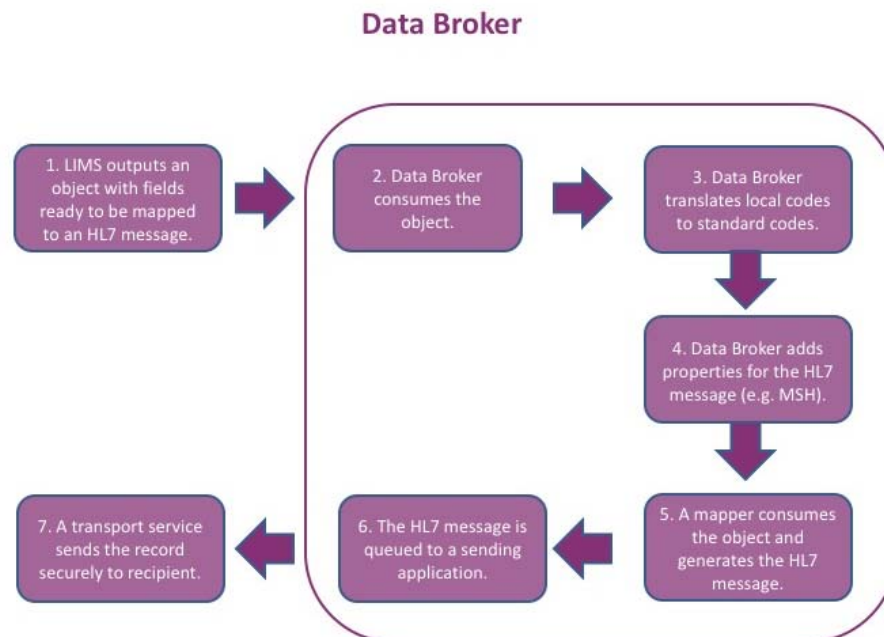 Data Broker
1. LIMS outputs an
object with fields
ready to be mapped
to an HL7 message.
2. Data Broker
consumes the
object.
3. Data Broker
translates local codes
to standard codes.
4. Data Broker adds
properties for the HL7
message (e.g. MSH).
5. A mapper consumes
the object and
generates the HL7
message.
6. The HL7 message is
queued to a sending
application.
7. A transport service
sends the record
securely to recipient.